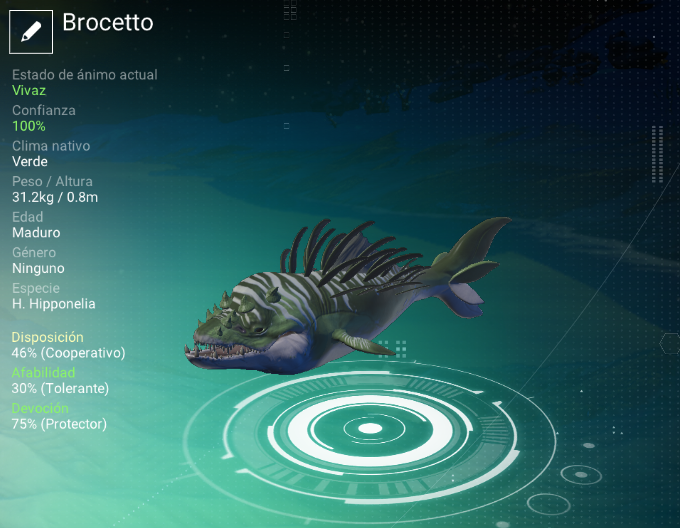 Brocetto
Estado de ánimo actual
Vivaz
Confianza
100%
Clima nativo
Verde
Peso / Altura
31.2kg / 0.8m
Edad
Maduro
Género
Ninguno
Especie
H. Hipponelia
Disposición
46% (Cooperativo)
Afabilidad
30% (Tolerante)
Devoción
75% (Protector)